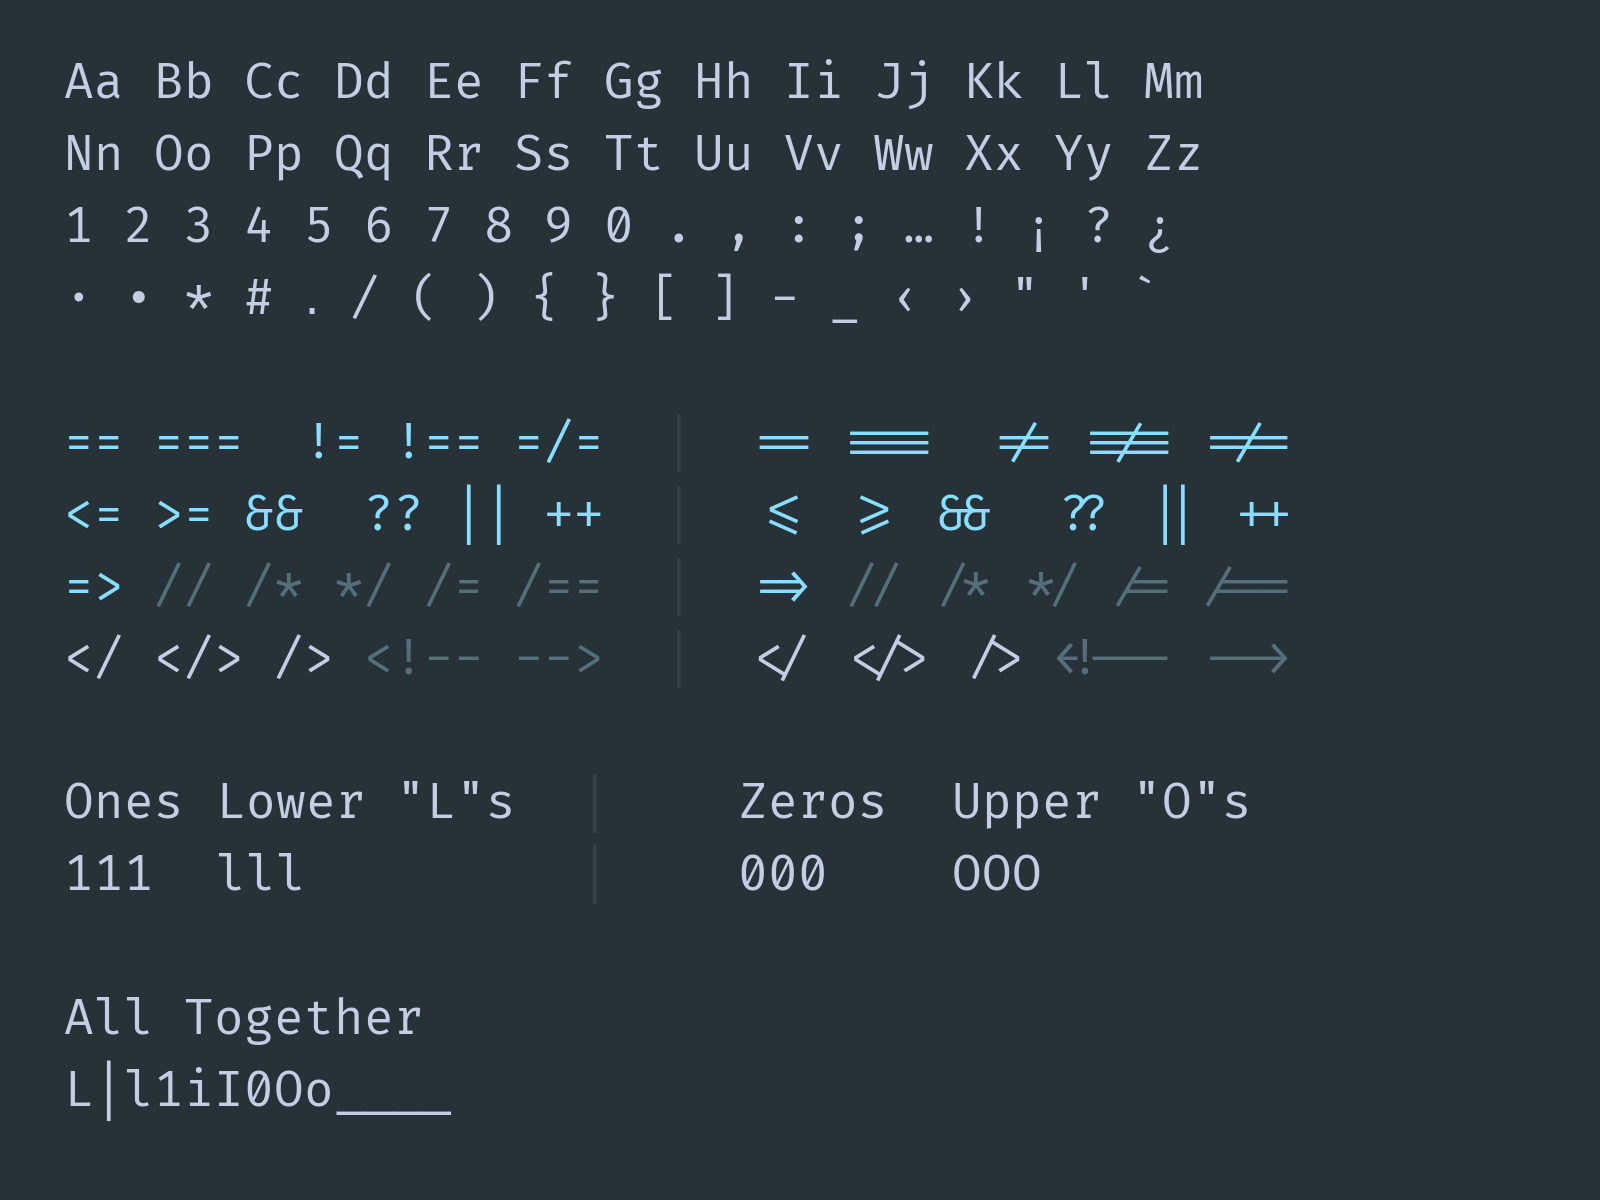 Aa Bb Cc Dd Ee Ff Gg Hh Ii Jj Kk Ll Mm
Nn Oo Pp Qq Rr Ss Tt Uu Vv Ww Xx Yy Zz
1 2 3 4 5 6 7 8 9 0 . , : ; … ! ¡ ? ¿
· • * # . / ( ) { } [ ] - _ ‹ › " ' `
== ===  != !== =/= | == ===  != !== =/=
<= >= &&  ?? || ++ | <= >= &&  ?? || ++
=> // /* */ /= /== | => // /* */ /= /==
</ </> /> <!-- --> | </ </> /> <!-- -->
Ones Lower "L"s | Zeros Upper "O"s
111  lll | 000  OOO
All Together
L|l1iI0Oo____